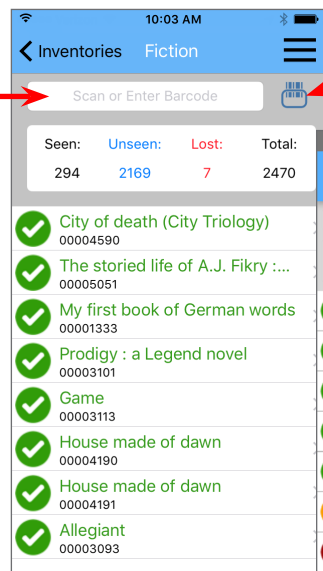 10:03 AM
Inventories Fiction
Scan or Enter Barcode
Seen: Unseen: Lost: Total:
294 2169 7 2470
City of death (City Triology)
00004590
The storied life of A.J. Fikry :...
00005051
My first book of German words
00001333
Prodigy : a Legend novel
00003101
Game
00003113
House made of dawn
00004190
House made of dawn
00004191
Allegiant
00003093